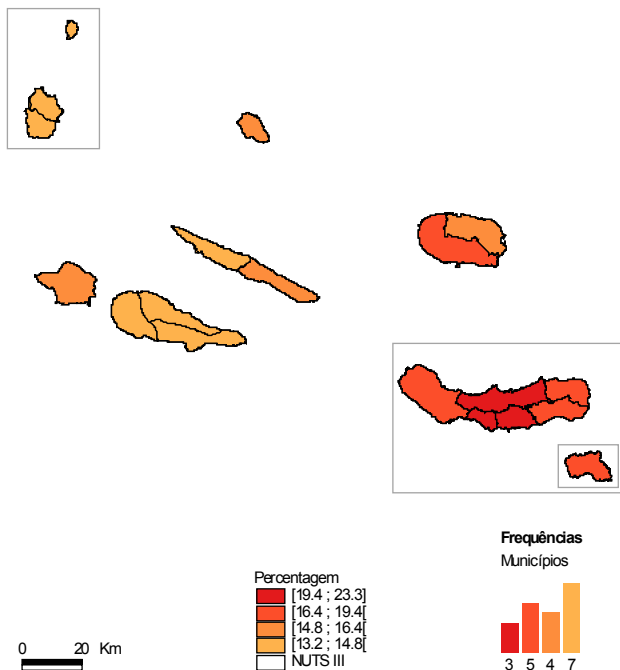 Frequências
Municípios
3 5 4 7
Percentagem
[19.4 ; 23.3]
[16.4 ; 19.4[
[14.8 ; 16.4[
[13.2 ; 14.8[
NUTS III
0 20 Km